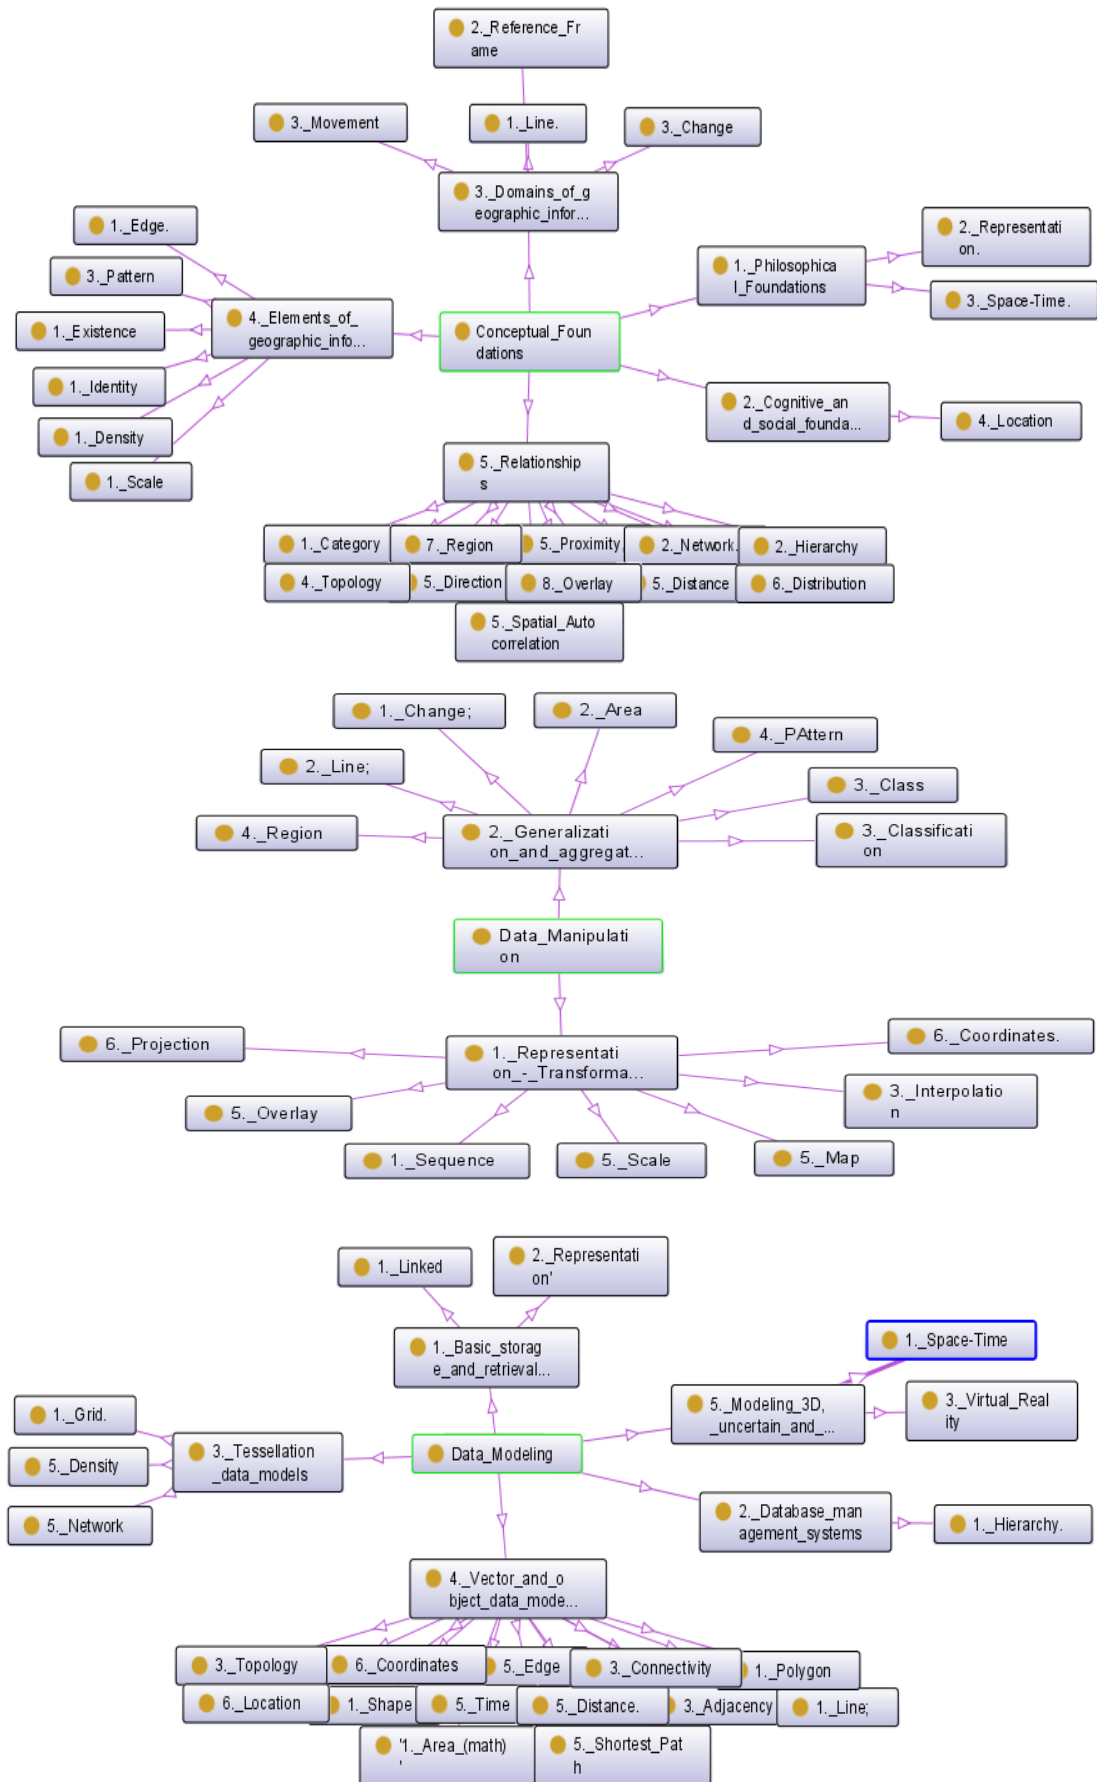 2._Reference_Fr
ame
3._Movement
1._Line.
3._Change
3._Domains_of_g
eographic_infor...
1._Edge.
3._Pattern
1._Existence
1._Identity
1._Density
1._Scale
4._Elements_of_
geographic_info...
Conceptual_Foun
dations
1._Philosophica
l_Foundations
2._Representati
on.
3._Space-Time.
2._Cognitive_an
d_social_founda...
4._Location
5._Relationship
s
1._Category
7._Region
5._Proximity.
2._Network.
2._Hierarchy
4._Topology
5._Direction
8._Overlay
5._Distance
6._Distribution
5._Spatial_Auto
correlation
1._Change;
2._Area
4._PAttern
2._Line;
3._Class
4._Region
2._Generalizati
on_and_aggregat...
3._Classificati
on
Data_Manipulati
on
6._Projection
1._Representati
on_-_Transforma...
6._Coordinates.
5._Overlay
3._Interpolatio
n
1._Sequence
5._Scale
5._Map
1._Linked
2._Representati
on'
1._Basic_storag
e_and_retrieval...
1._Space-Time
5._Modeling_3D,
_uncertain_and_...
3._Virtual_Real
ity
1._Grid.
5._Density
5._Network
3._Tessellation
_data_models
Data_Modeling
2._Database_man
agement_systems
1._Hierarchy.
4._Vector_and_o
bject_data_mode...
3._Topology
6._Coordinates
5._Edge
3._Connectivity
1._Polygon
6._Location
1._Shape
5._Time
5._Distance.
3._Adjacency
1._Line;
'1._Area_(math)
'
5._Shortest_Pat
h